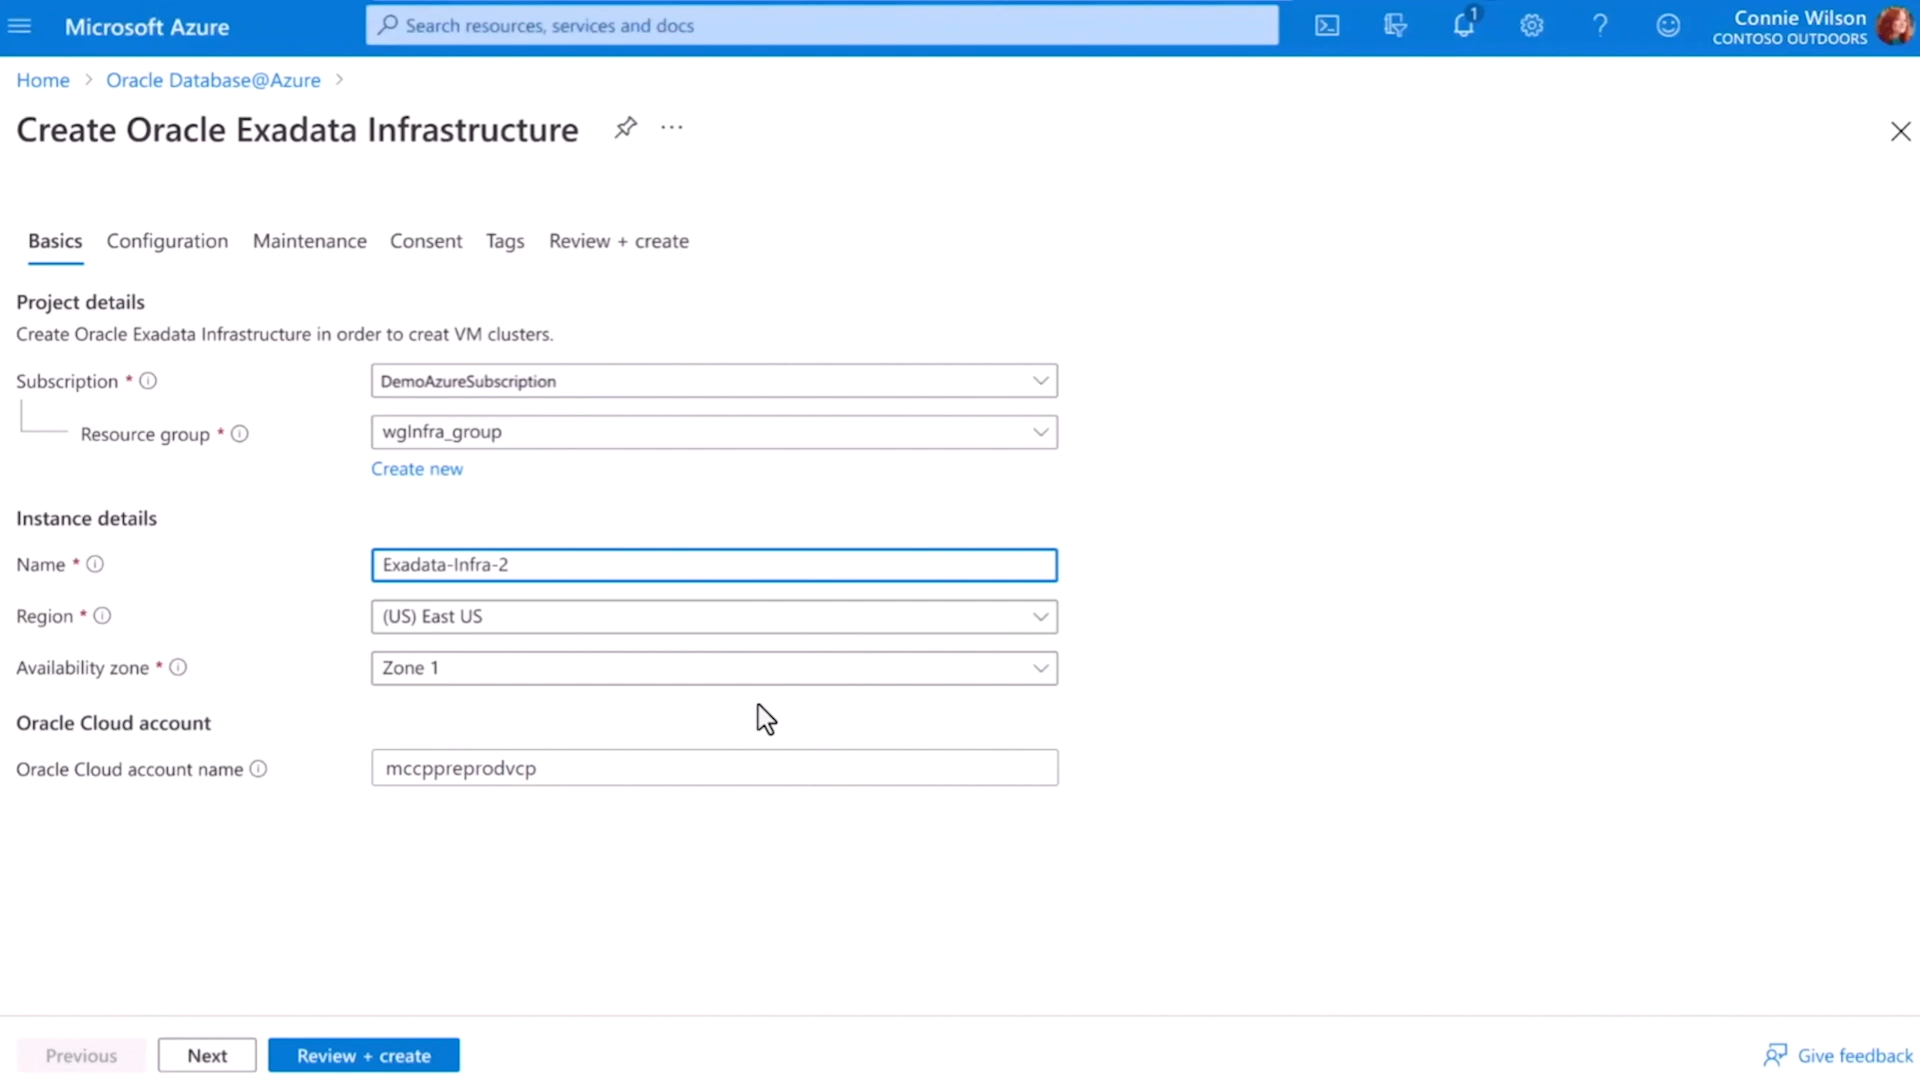 Microsoft Azure
Search resources, services and docs
1
Connie Wilson
CONTOSO OUTDOORS
Home > Oracle Database@Azure >
Create Oracle Exadata Infrastructure
Basics Configuration Maintenance Consent Tags Review + create
Project details
Create Oracle Exadata Infrastructure in order to creat VM clusters.
Subscription * DemoAzureSubscription
Resource group * wgInfra_group
Create new
Instance details
Name * Exadata-Infra-2
Region * (US) East US
Availability zone * Zone 1
Oracle Cloud account
Oracle Cloud account name mccppreprodvcp
Previous Next Review + create Give feedback